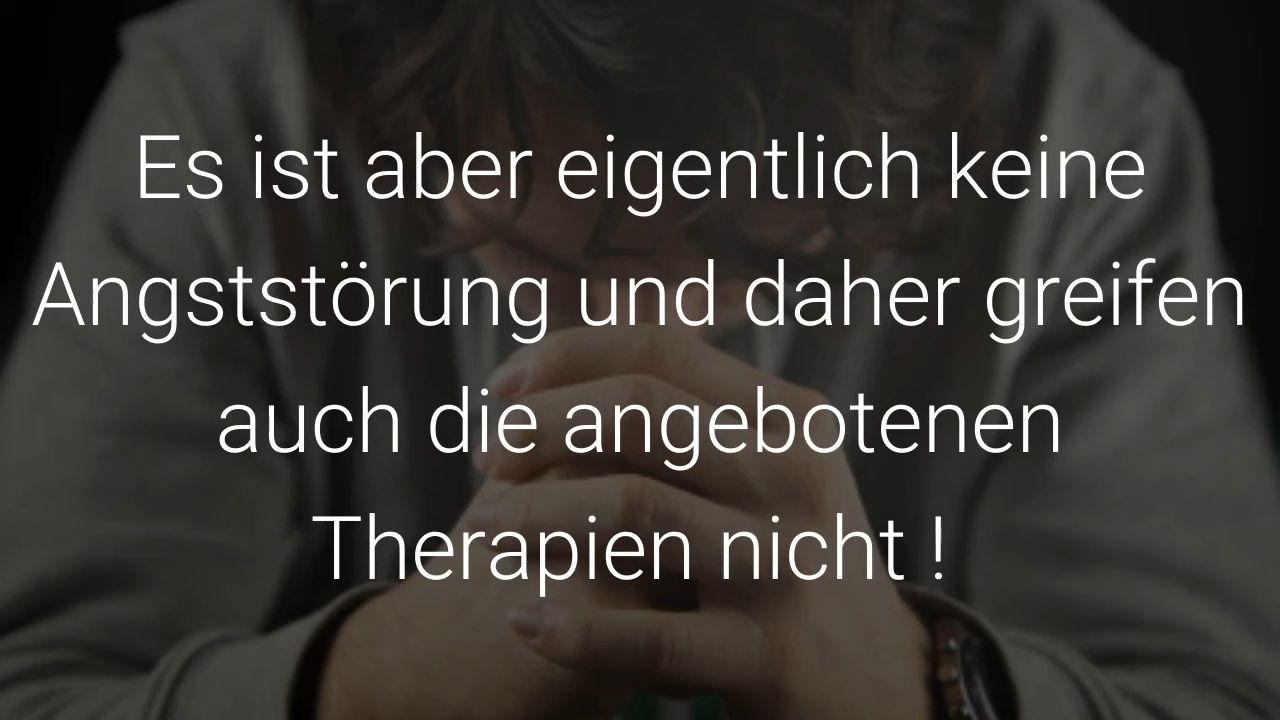 Es ist aber eigentlich keine
Angststörung und daher greifen
auch die angebotenen
Therapien nicht !